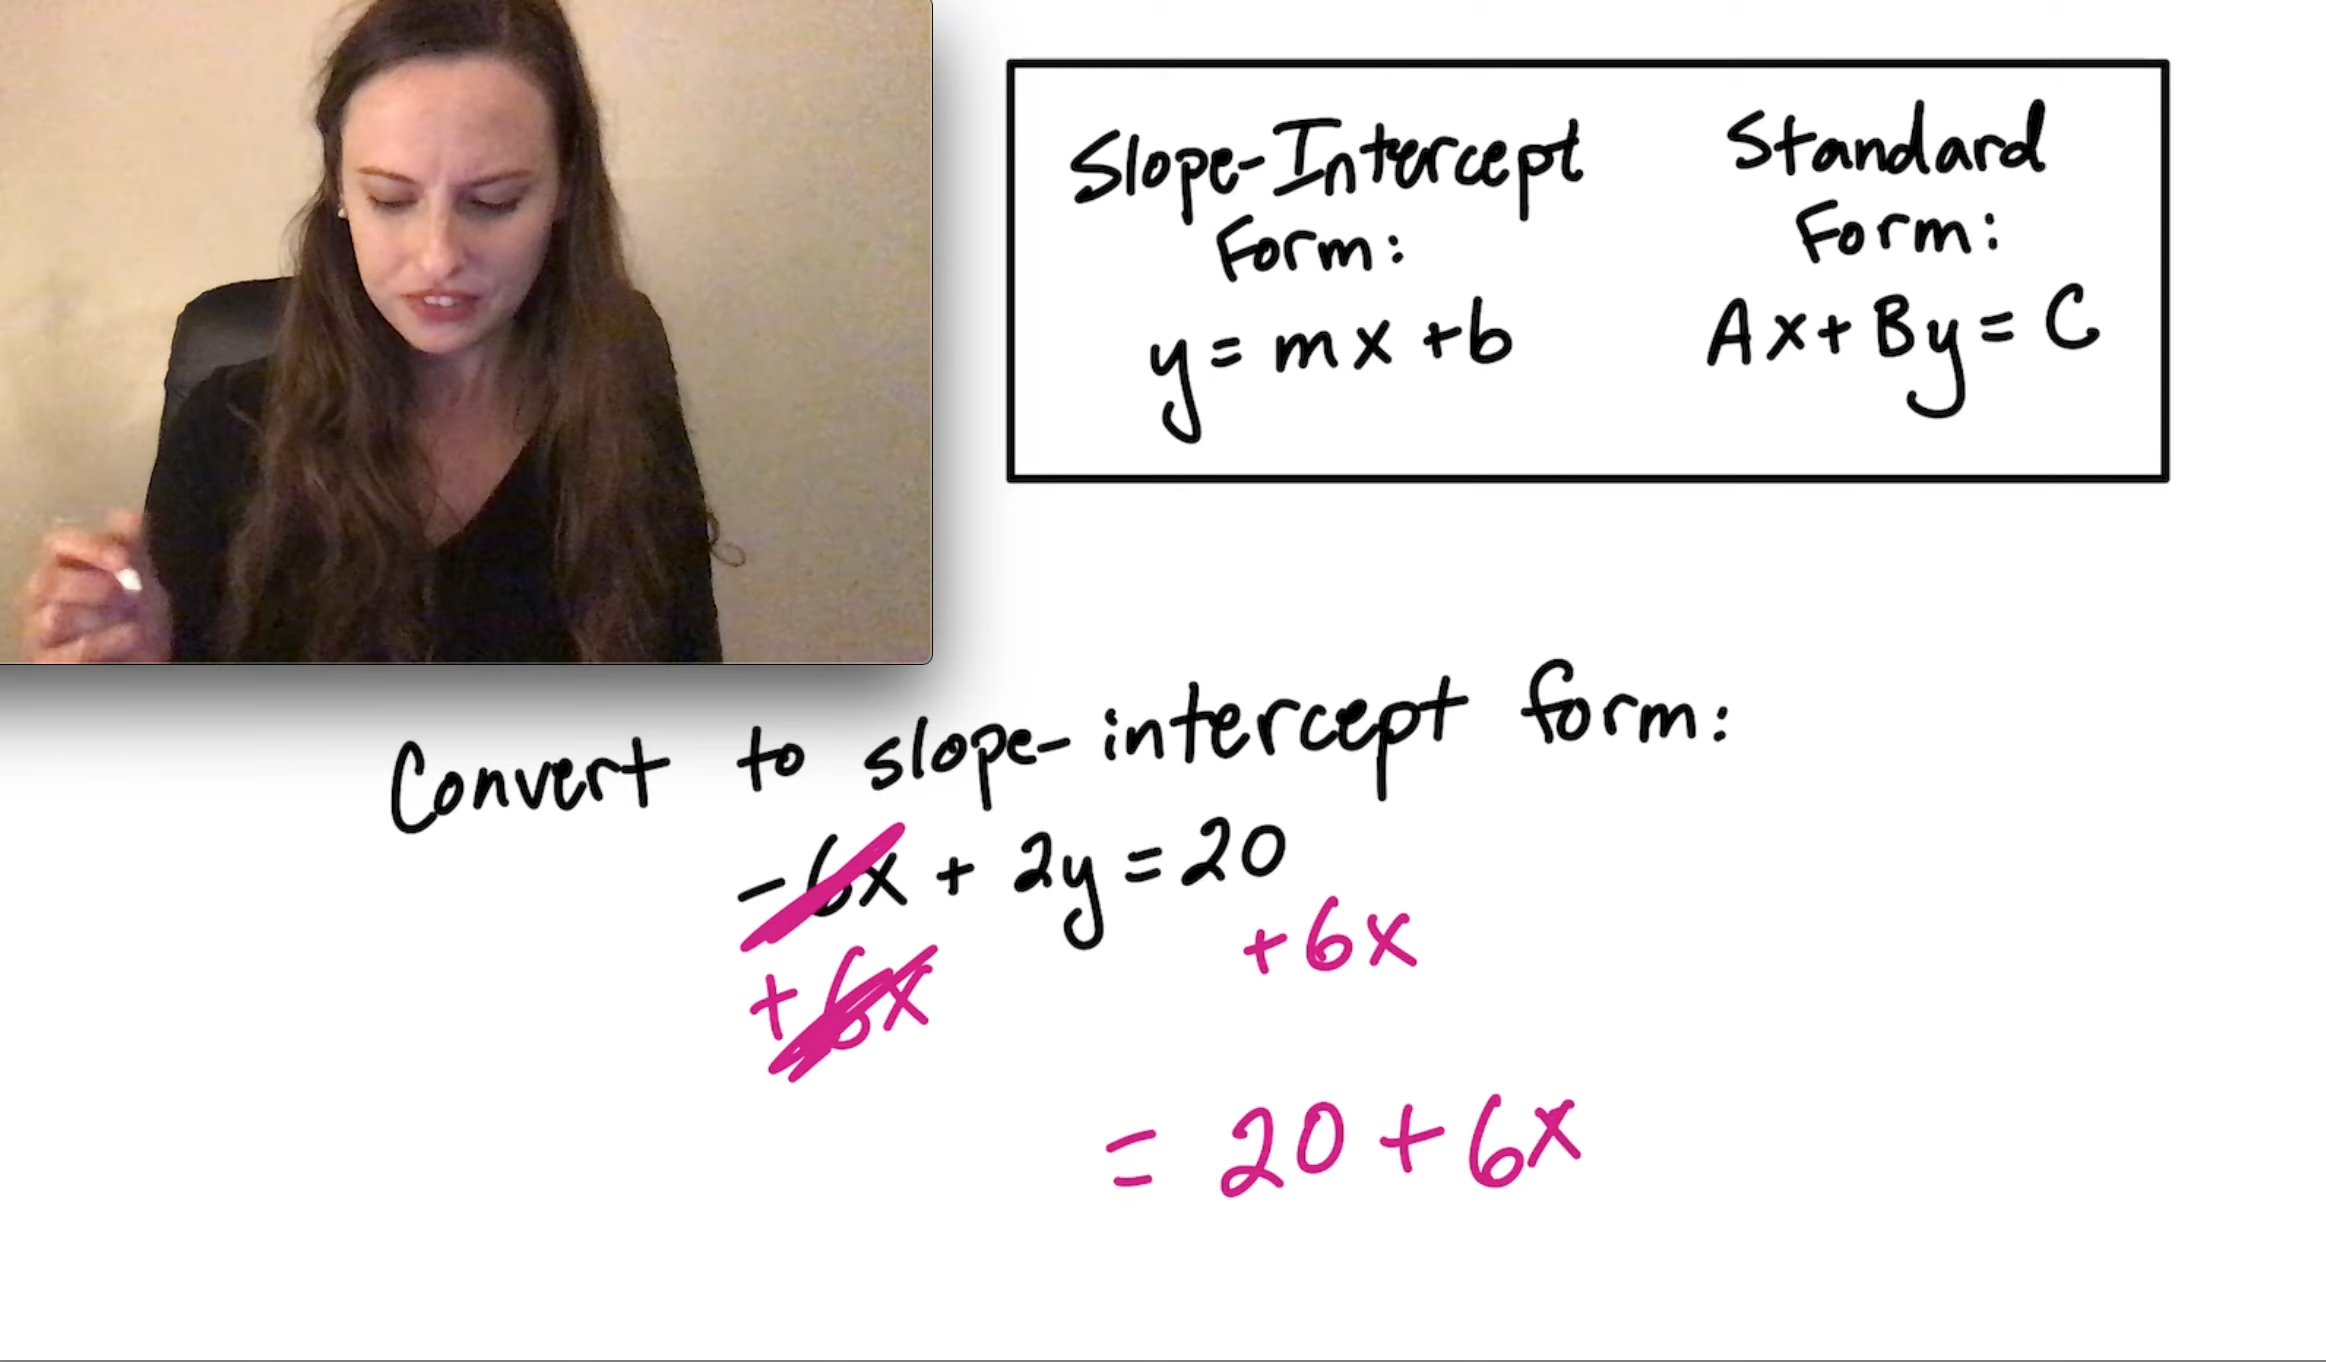 Slope-Intercept
Form:
y = mx + b
Standard
Form:
Ax + By = C
Convert to slope-intercept form:
-6x + 2y = 20
+6x +6x
= 20 + 6x